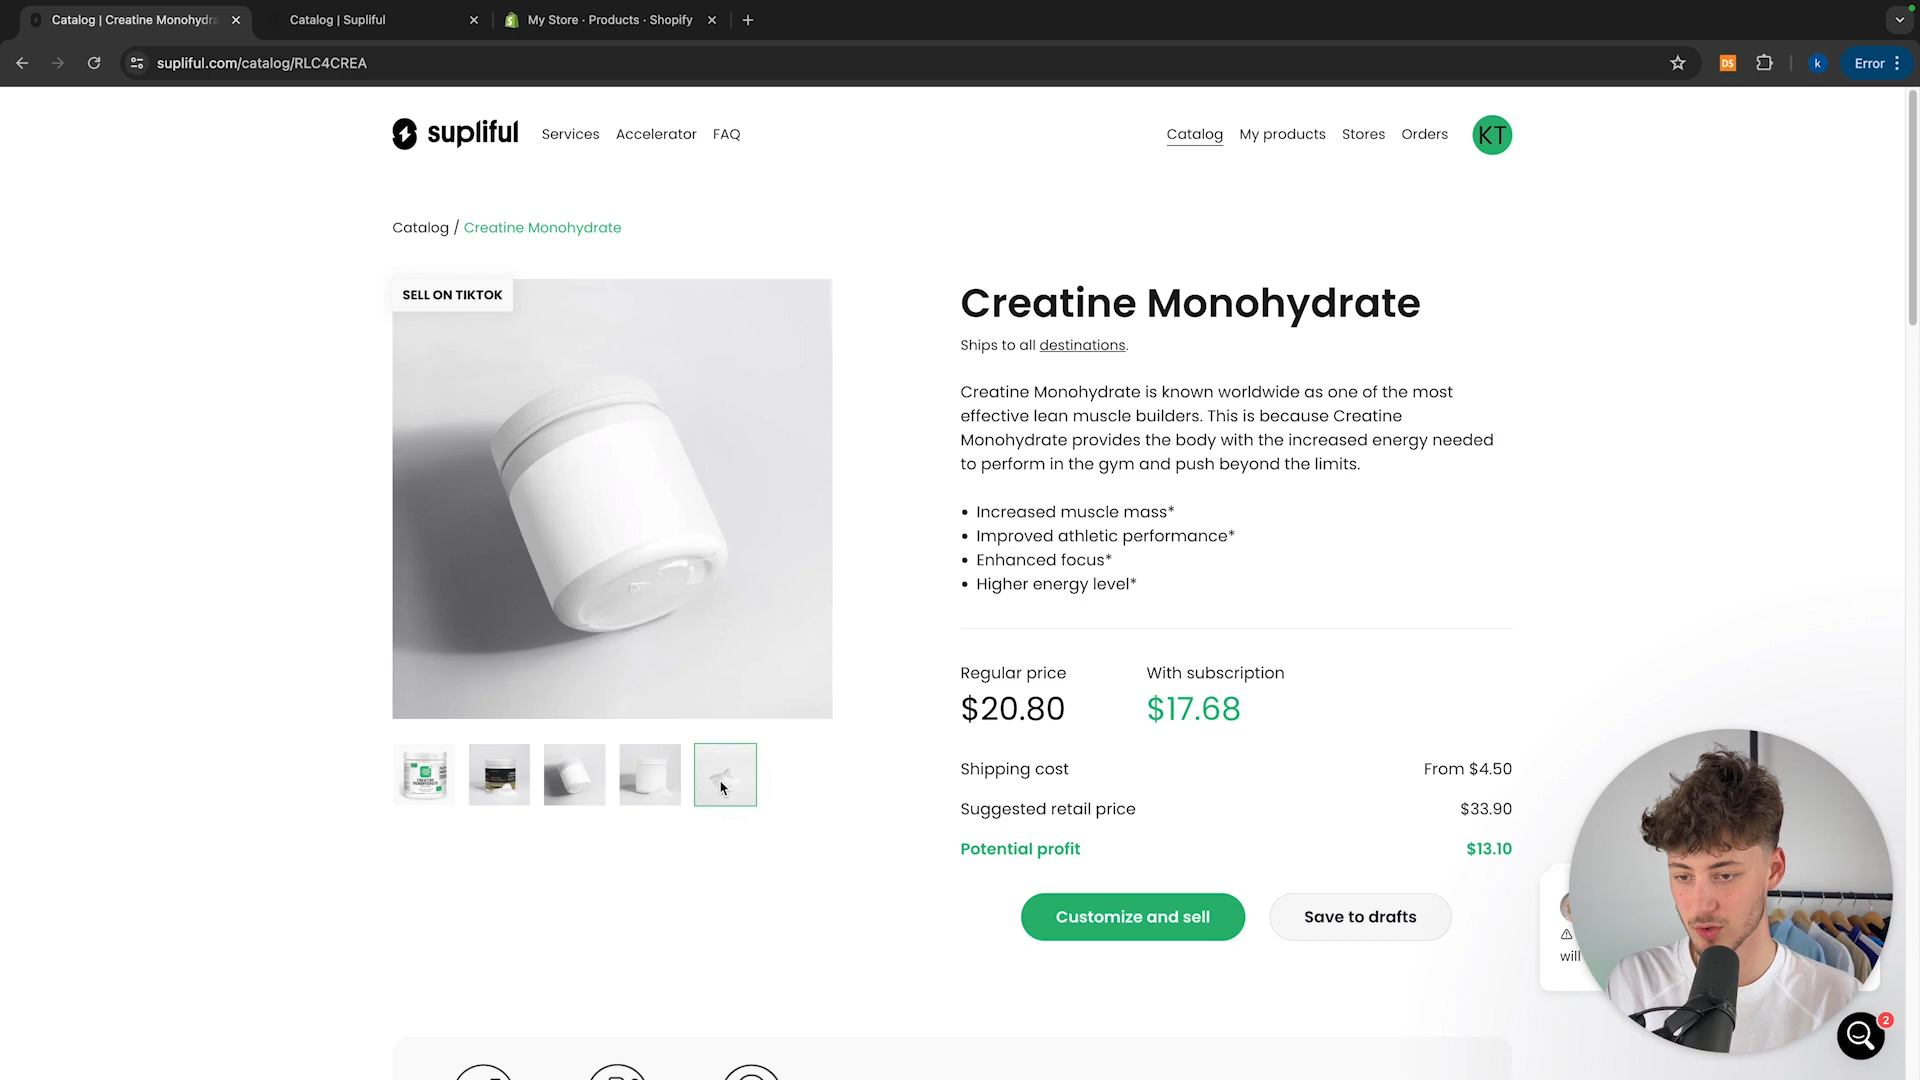 Catalog | Creatine Monohydra
Catalog | Supliful
My Store · Products · Shopify
supliful.com/catalog/RLC4CREA
DS
k
Error
supliful
Services
Accelerator
FAQ
Catalog
My products
Stores
Orders
KT
Catalog / Creatine Monohydrate
SELL ON TIKTOK
Creatine Monohydrate
Ships to all destinations.
Creatine Monohydrate is known worldwide as one of the most
effective lean muscle builders. This is because Creatine
Monohydrate provides the body with the increased energy needed
to perform in the gym and push beyond the limits.
• Increased muscle mass*
• Improved athletic performance*
• Enhanced focus*
• Higher energy level*
Regular price
With subscription
$20.80
$17.68
Shipping cost
From $4.50
Suggested retail price
$33.90
Potential profit
$13.10
Customize and sell
Save to drafts
will
2